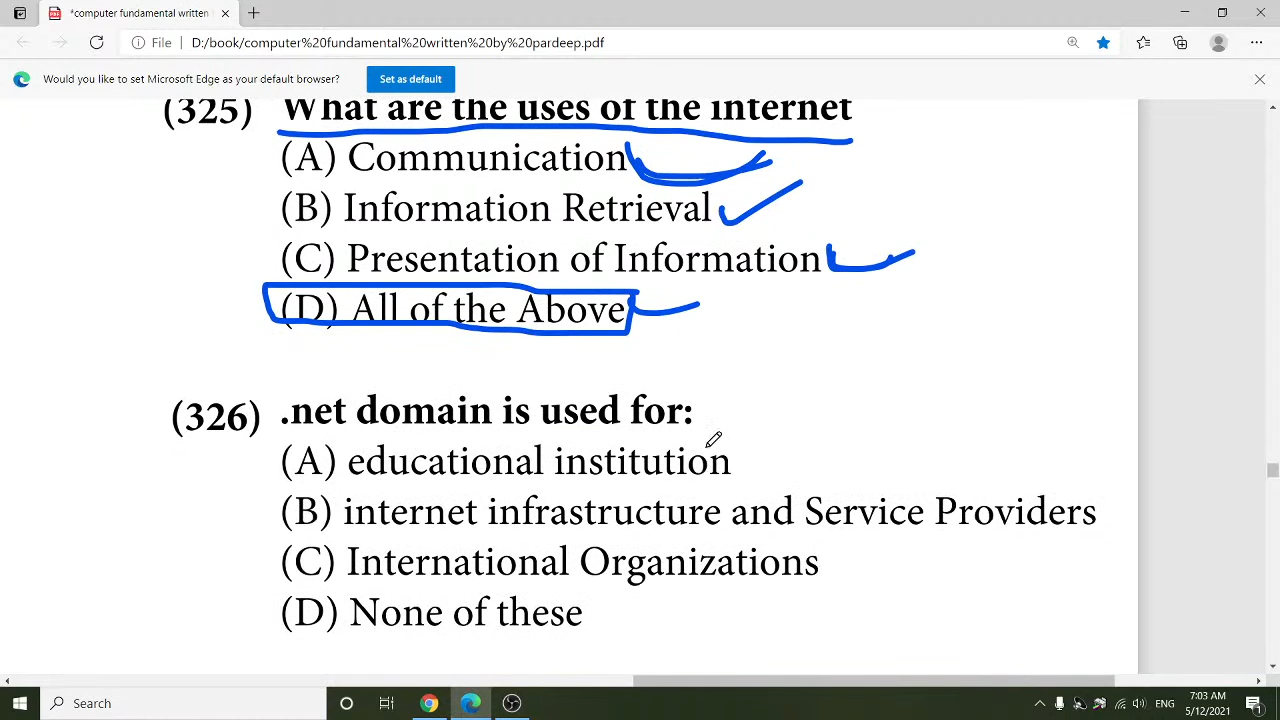 *computer fundamental written
File D:/book/computer%20fundamental%20written%20by%20pardeep.pdf
Would you like to set Microsoft Edge as your default browser? Set as default
(325) What are the uses of the internet
(A) Communication
(B) Information Retrieval
(C) Presentation of Information
(D) All of the Above
(326) .net domain is used for:
(A) educational institution
(B) internet infrastructure and Service Providers
(C) International Organizations
(D) None of these
Search
ENG
7:03 AM
5/12/2021